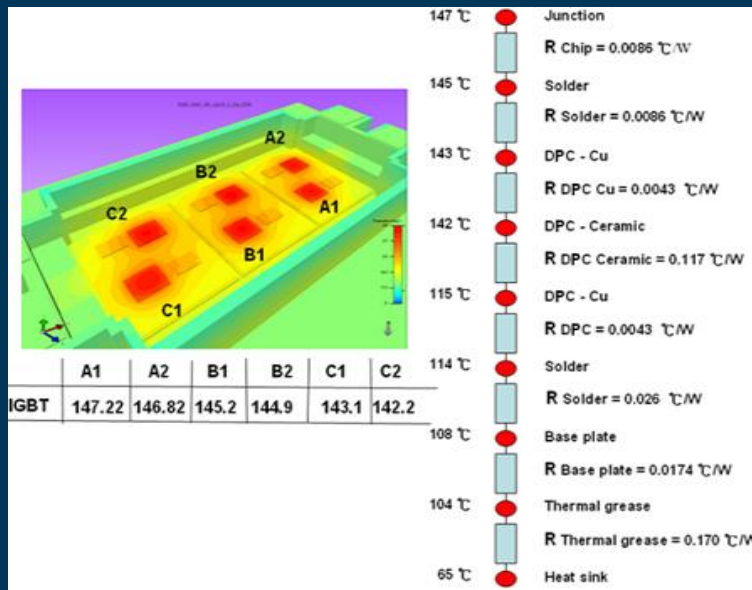 A2
B2
C2
A1
B1
C1
A1 A2 B1 B2 C1 C2
IGBT 147.22 146.82 145.2 144.9 143.1 142.2
147 ℃ Junction
R Chip = 0.0086 ℃/W
145 ℃ Solder
R Solder = 0.0086 ℃/W
143 ℃ DPC - Cu
R DPC Cu = 0.0043 ℃/W
142 ℃ DPC - Ceramic
R DPC Ceramic = 0.117 ℃/W
115 ℃ DPC - Cu
R DPC = 0.0043 ℃/W
114 ℃ Solder
R Solder = 0.026 ℃/W
108 ℃ Base plate
R Base plate = 0.0174 ℃/W
104 ℃ Thermal grease
R Thermal grease = 0.170 ℃/W
65 ℃ Heat sink